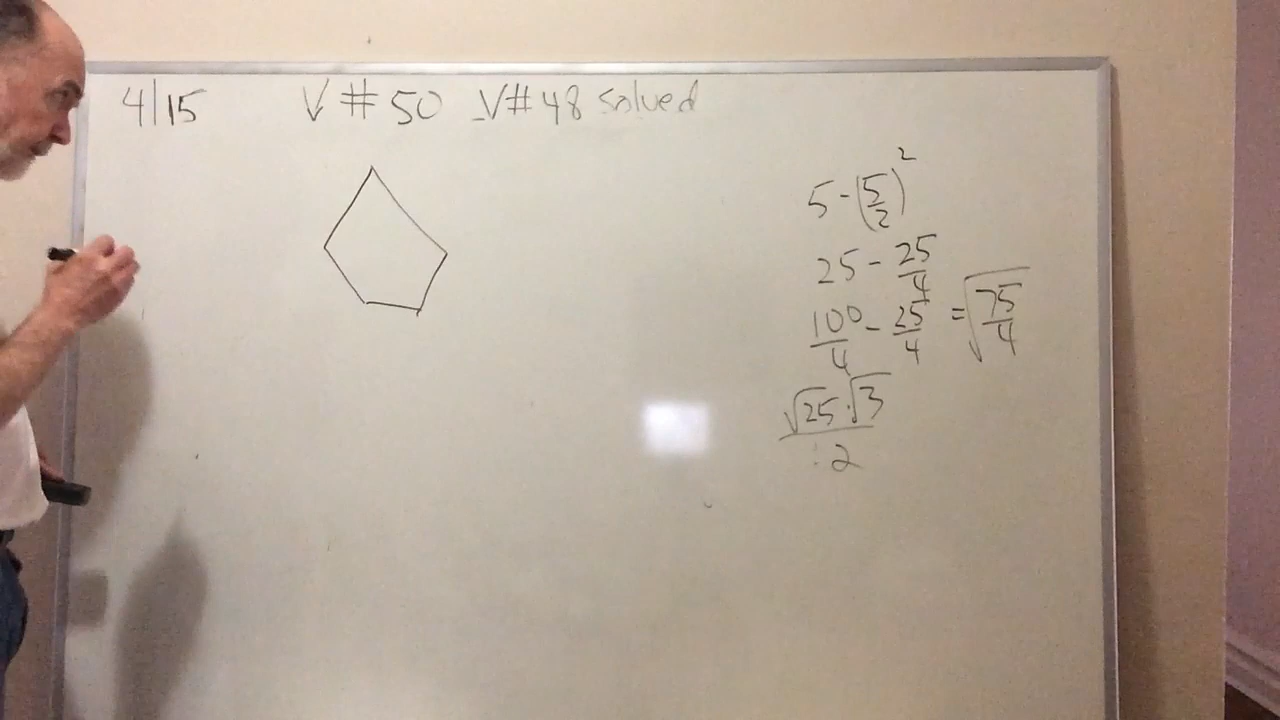 4/15 V # 50 V# 48 solved
5 - (5/2)²
25 - 25/4
100/4 - 25/4 = √(75/4)
√25 · √3 / : 2